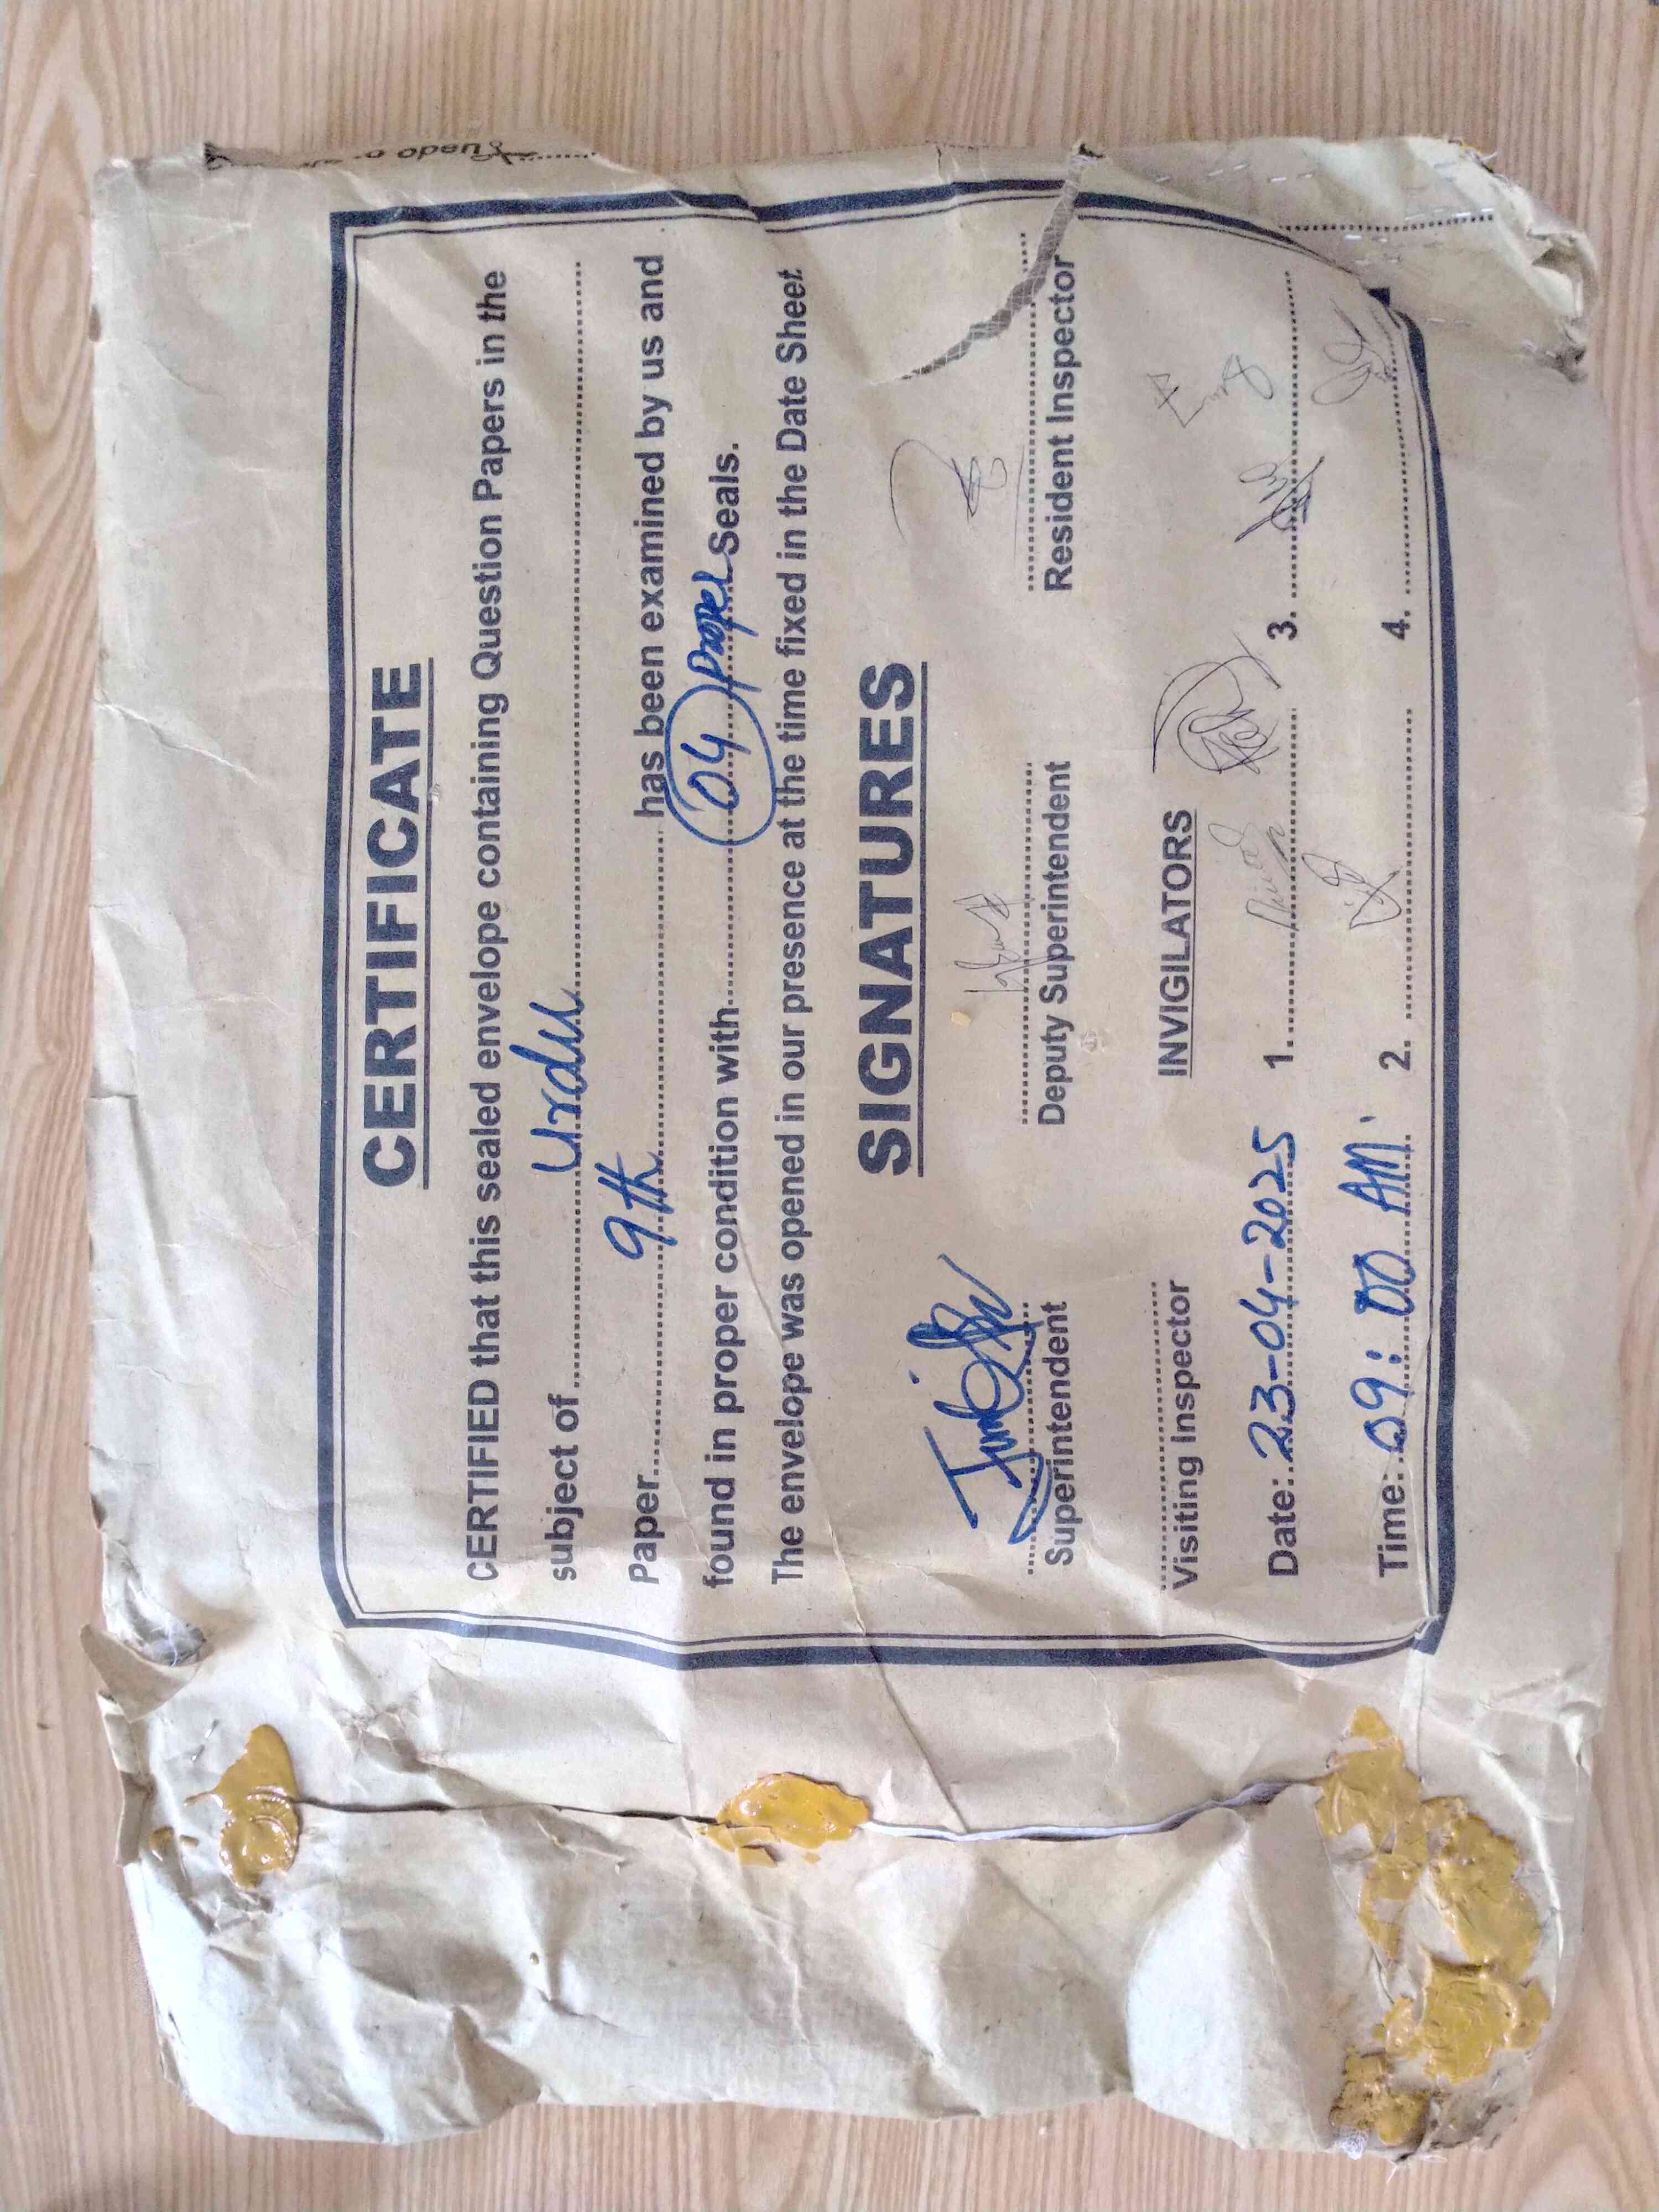 CERTIFICATE
CERTIFIED that this sealed envelope containing Question Papers in the
subject of Urdu
Paper 9th has been examined by us and
found in proper condition with 04 proper Seals.
The envelope was opened in our presence at the time fixed in the Date Sheet
SIGNATURES
Superintendent Deputy Superintendent Resident Inspector
Visiting Inspector INVIGILATORS
Date: 23-04-2025 1. 3.
Time: 09:00 AM. 2. 4.